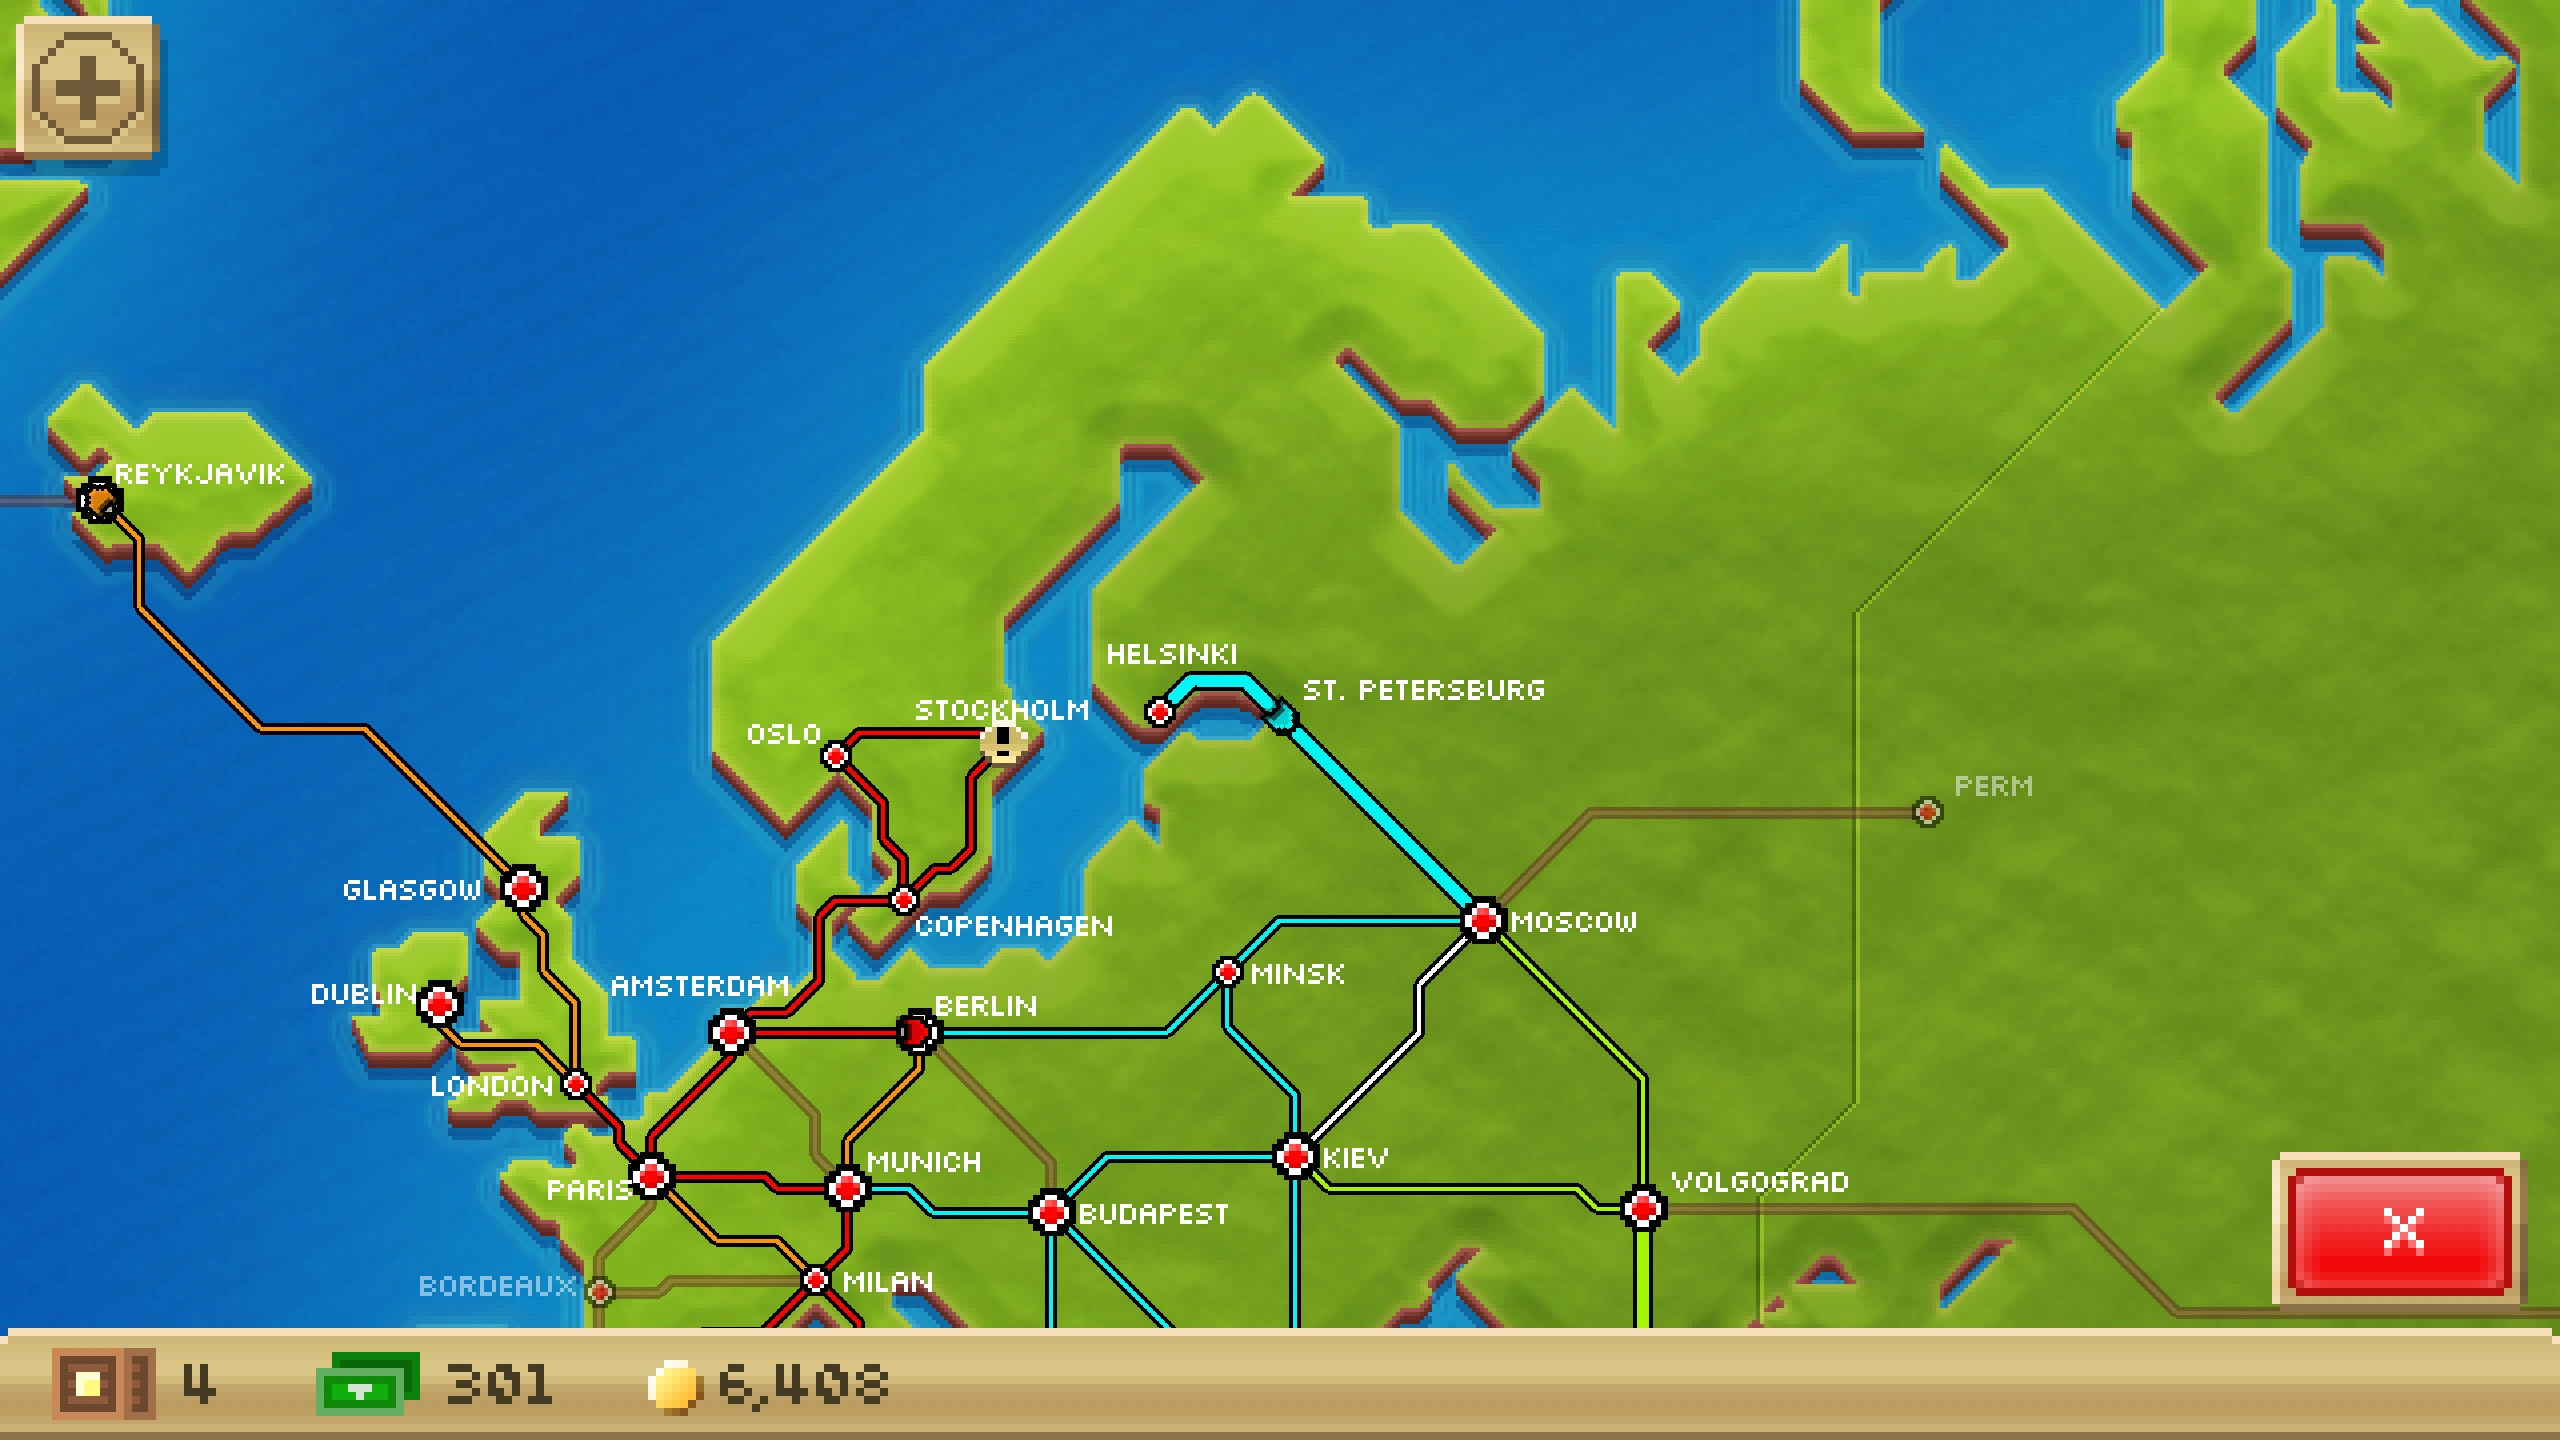 REYKJAVIK
HELSINKI
ST. PETERSBURG
STOCKHOLM
OSLO
PERM
GLASGOW
COPENHAGEN
MOSCOW
MINSK
DUBLIN
AMSTERDAM
BERLIN
LONDON
MUNICH
KIEV
PARIS
VOLGOGRAD
BUDAPEST
BORDEAUX
MILAN
X
4
301
6,408